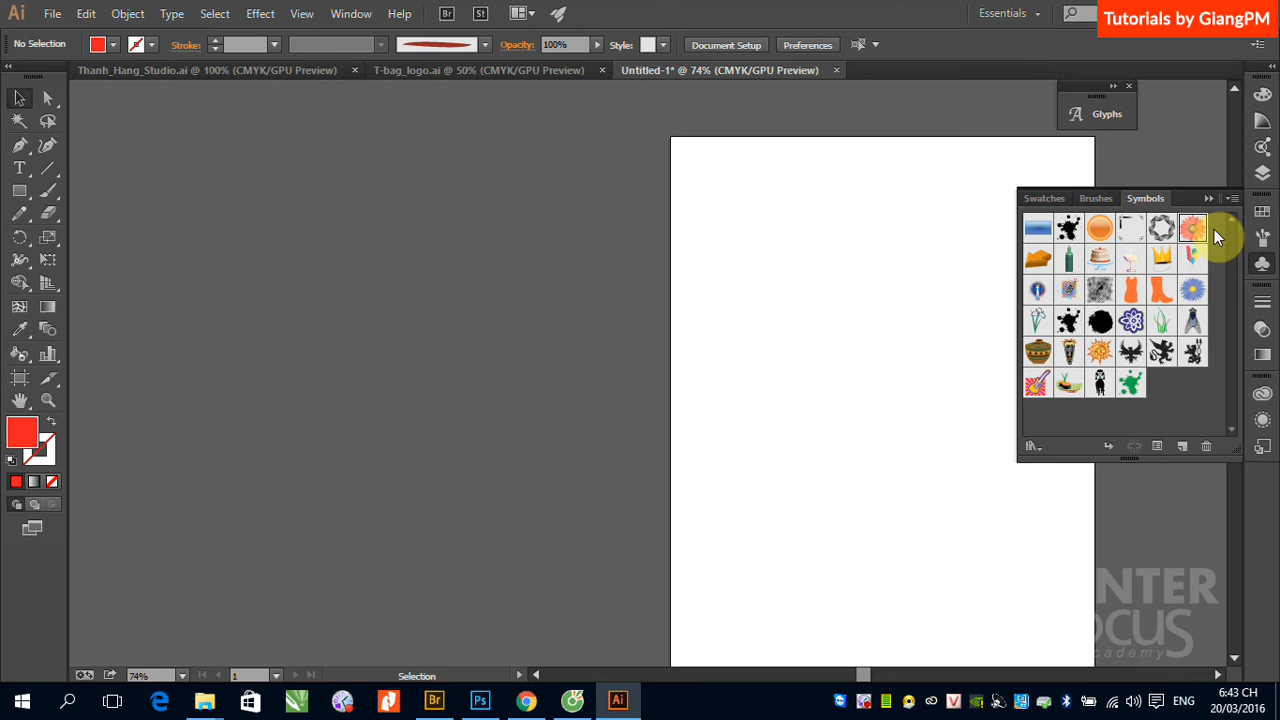 Ai File Edit Object Type Select Effect View Window Help Br St Essentials Tutorials by GiangPM
No Selection Stroke: Opacity: 100% Style: Document Setup Preferences
Thanh_Hang_Studio.ai @ 100% (CMYK/GPU Preview) × T-bag_logo.ai @ 50% (CMYK/GPU Preview) × Untitled-1* @ 74% (CMYK/GPU Preview) ×
A Glyphs
Swatches Brushes Symbols
T
NTER
OCUS
academy
74% 1 Selection
Br Ps Ai V ENG 6:43 CH
20/03/2016